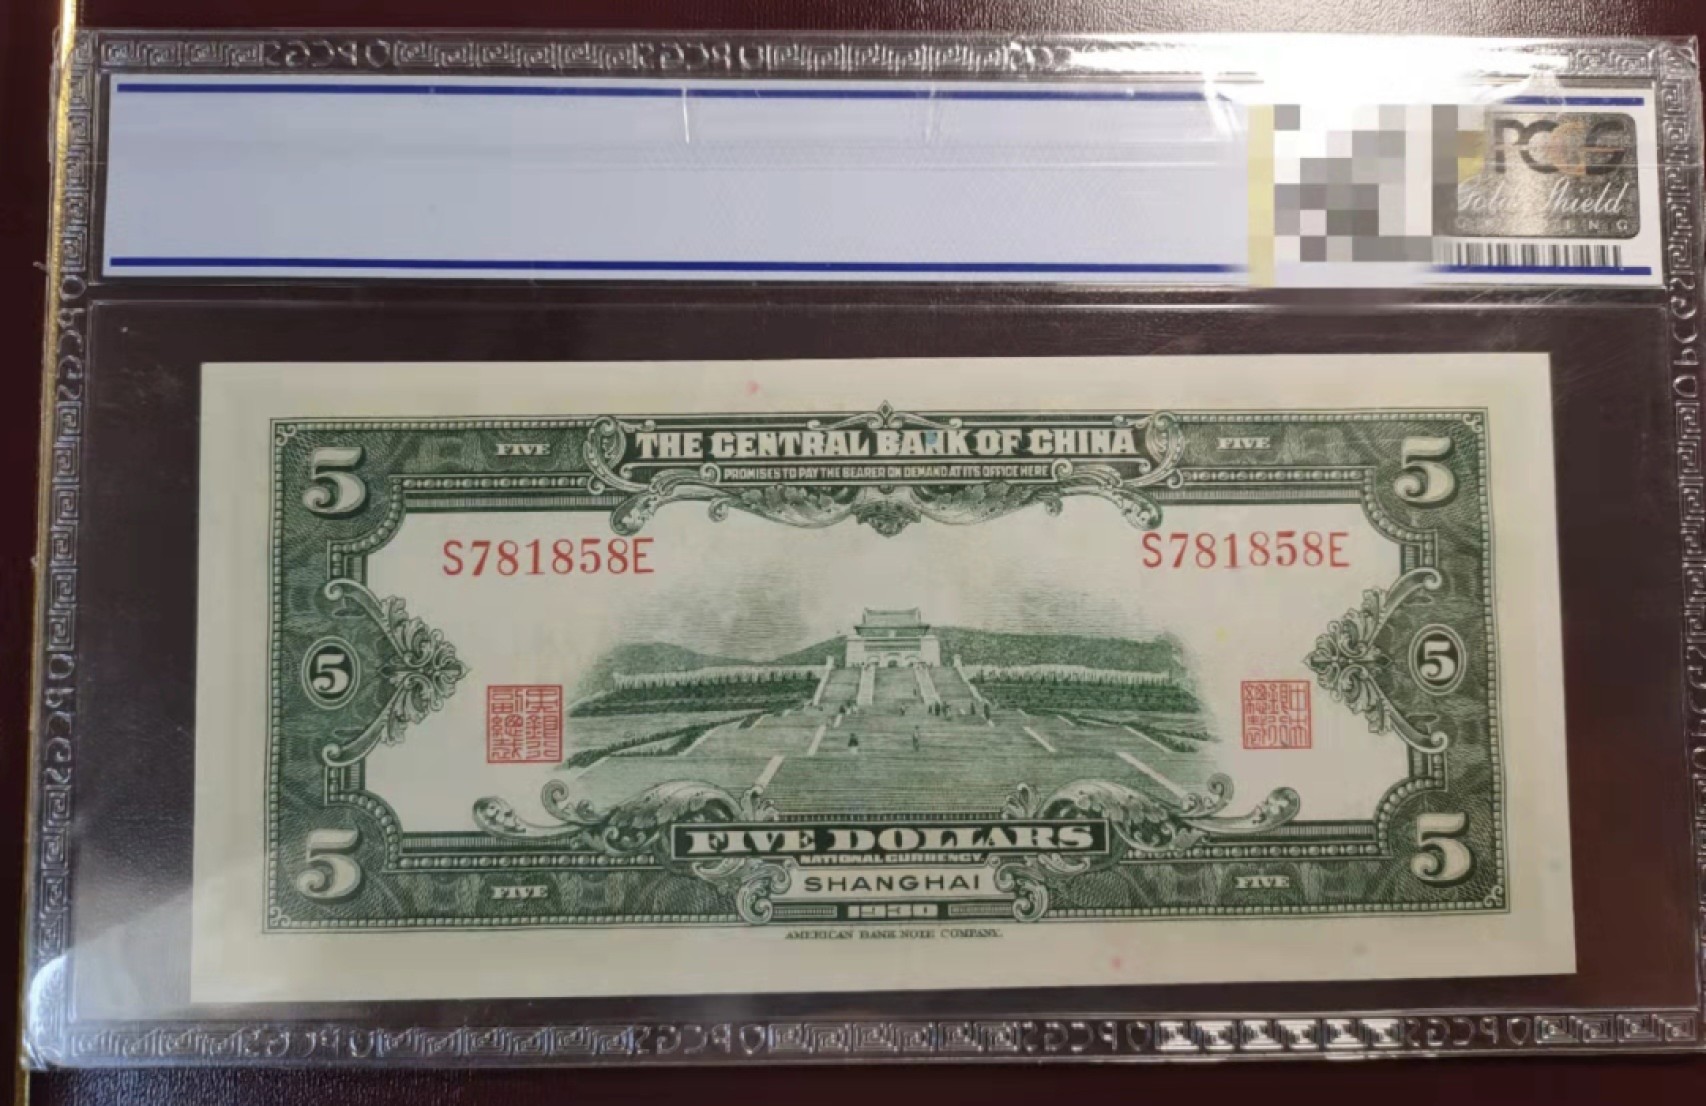 PCGS
Gold Shield
GRADING
THE CENTRAL BANK OF CHINA
PROMISES TO PAY THE BEARER ON DEMAND AT ITS OFFICE HERE
FIVE FIVE
5 5
S781858E S781858E
5 5
5 5
FIVE DOLLARS
NATIONAL CURRENCY
SHANGHAI
FIVE FIVE
1930
AMERICAN BANK NOTE COMPANY.